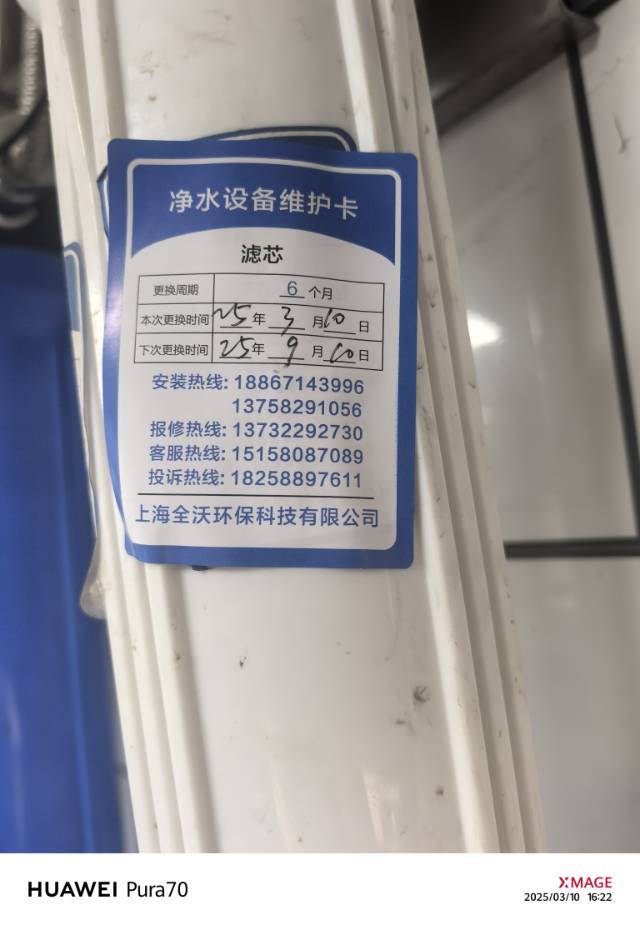 净水设备维护卡
滤芯
更换周期 6 个月
本次更换时间 25 年 3 月 10 日
下次更换时间 25 年 9 月 10 日
安装热线: 18867143996
13758291056
报修热线: 13732292730
客服热线: 15158087089
投诉热线: 18258897611
上海全沃环保科技有限公司
HUAWEI Pura70
XMAGE
2025/03/10 16:22